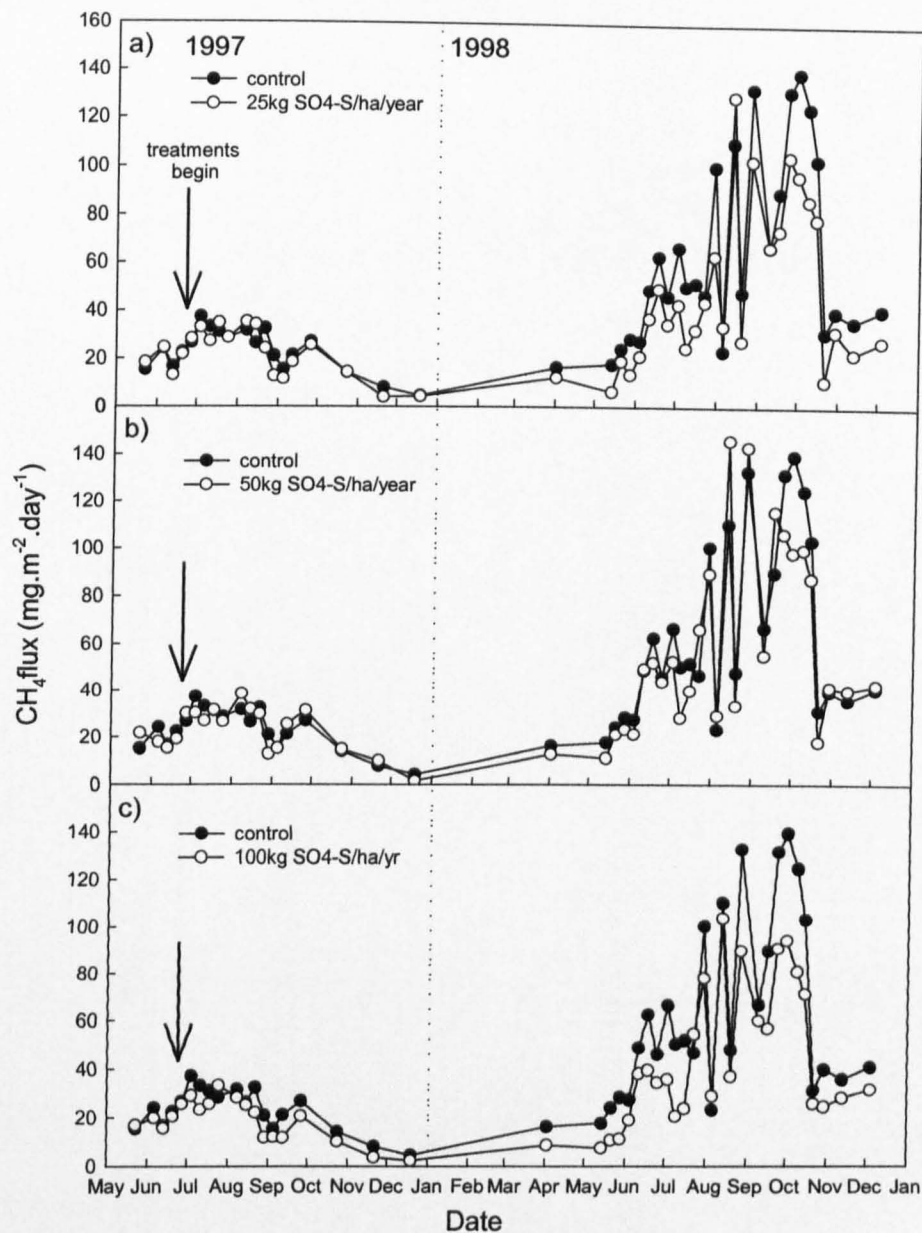 a)
1997
1998
control
25kg SO4-S/ha/year
treatments
begin
160
140
120
100
80
60
40
20
0
b)
control
50kg SO4-S/ha/year
140
120
100
80
60
40
20
0
CH4flux (mg.m-2.day-1)
c)
control
100kg SO4-S/ha/yr
140
120
100
80
60
40
20
0
May Jun Jul Aug Sep Oct Nov Dec Jan Feb Mar Apr May Jun Jul Aug Sep Oct Nov Dec Jan
Date